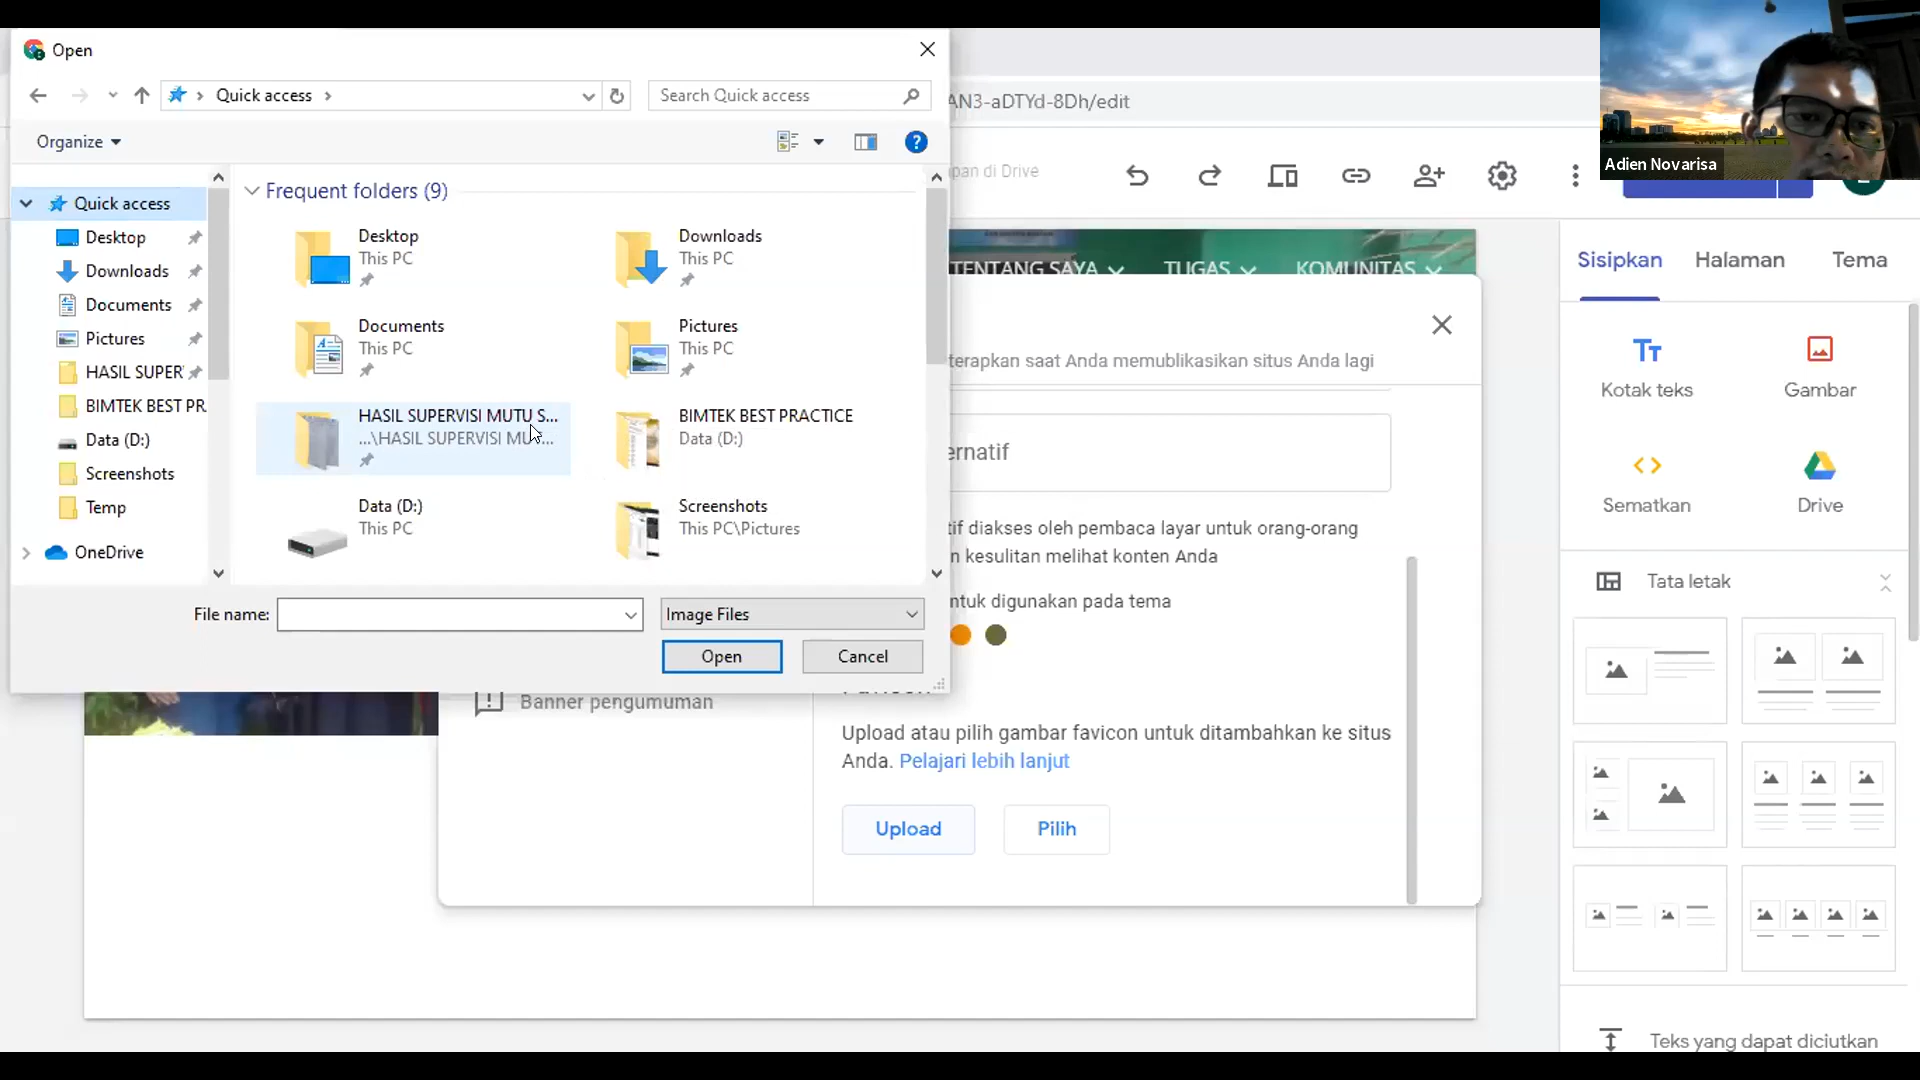 Open
Quick access
Search Quick access
Organize
Quick access
Desktop
Downloads
Documents
Pictures
HASIL SUPER
BIMTEK BEST PR
Data (D:)
Screenshots
Temp
OneDrive
Frequent folders (9)
Desktop
This PC
Downloads
This PC
Documents
This PC
Pictures
This PC
HASIL SUPERVISI MUTU S...
...\HASIL SUPERVISI MU...
BIMTEK BEST PRACTICE
Data (D:)
Data (D:)
This PC
Screenshots
This PC\Pictures
File name:
Image Files
Open
Cancel
AN3-aDTYd-8Dh/edit
pan di Drive
Adien Novarisa
TENTANG SAYA
TUGAS
KOMUNITAS
terapkan saat Anda memublikasikan situs Anda lagi
ernatif
tif diakses oleh pembaca layar untuk orang-orang
n kesulitan melihat konten Anda
ntuk digunakan pada tema
Banner pengumuman
Upload atau pilih gambar favicon untuk ditambahkan ke situs
Anda. Pelajari lebih lanjut
Upload
Pilih
Sisipkan
Halaman
Tema
Kotak teks
Gambar
Sematkan
Drive
Tata letak
Teks yang dapat diciutkan